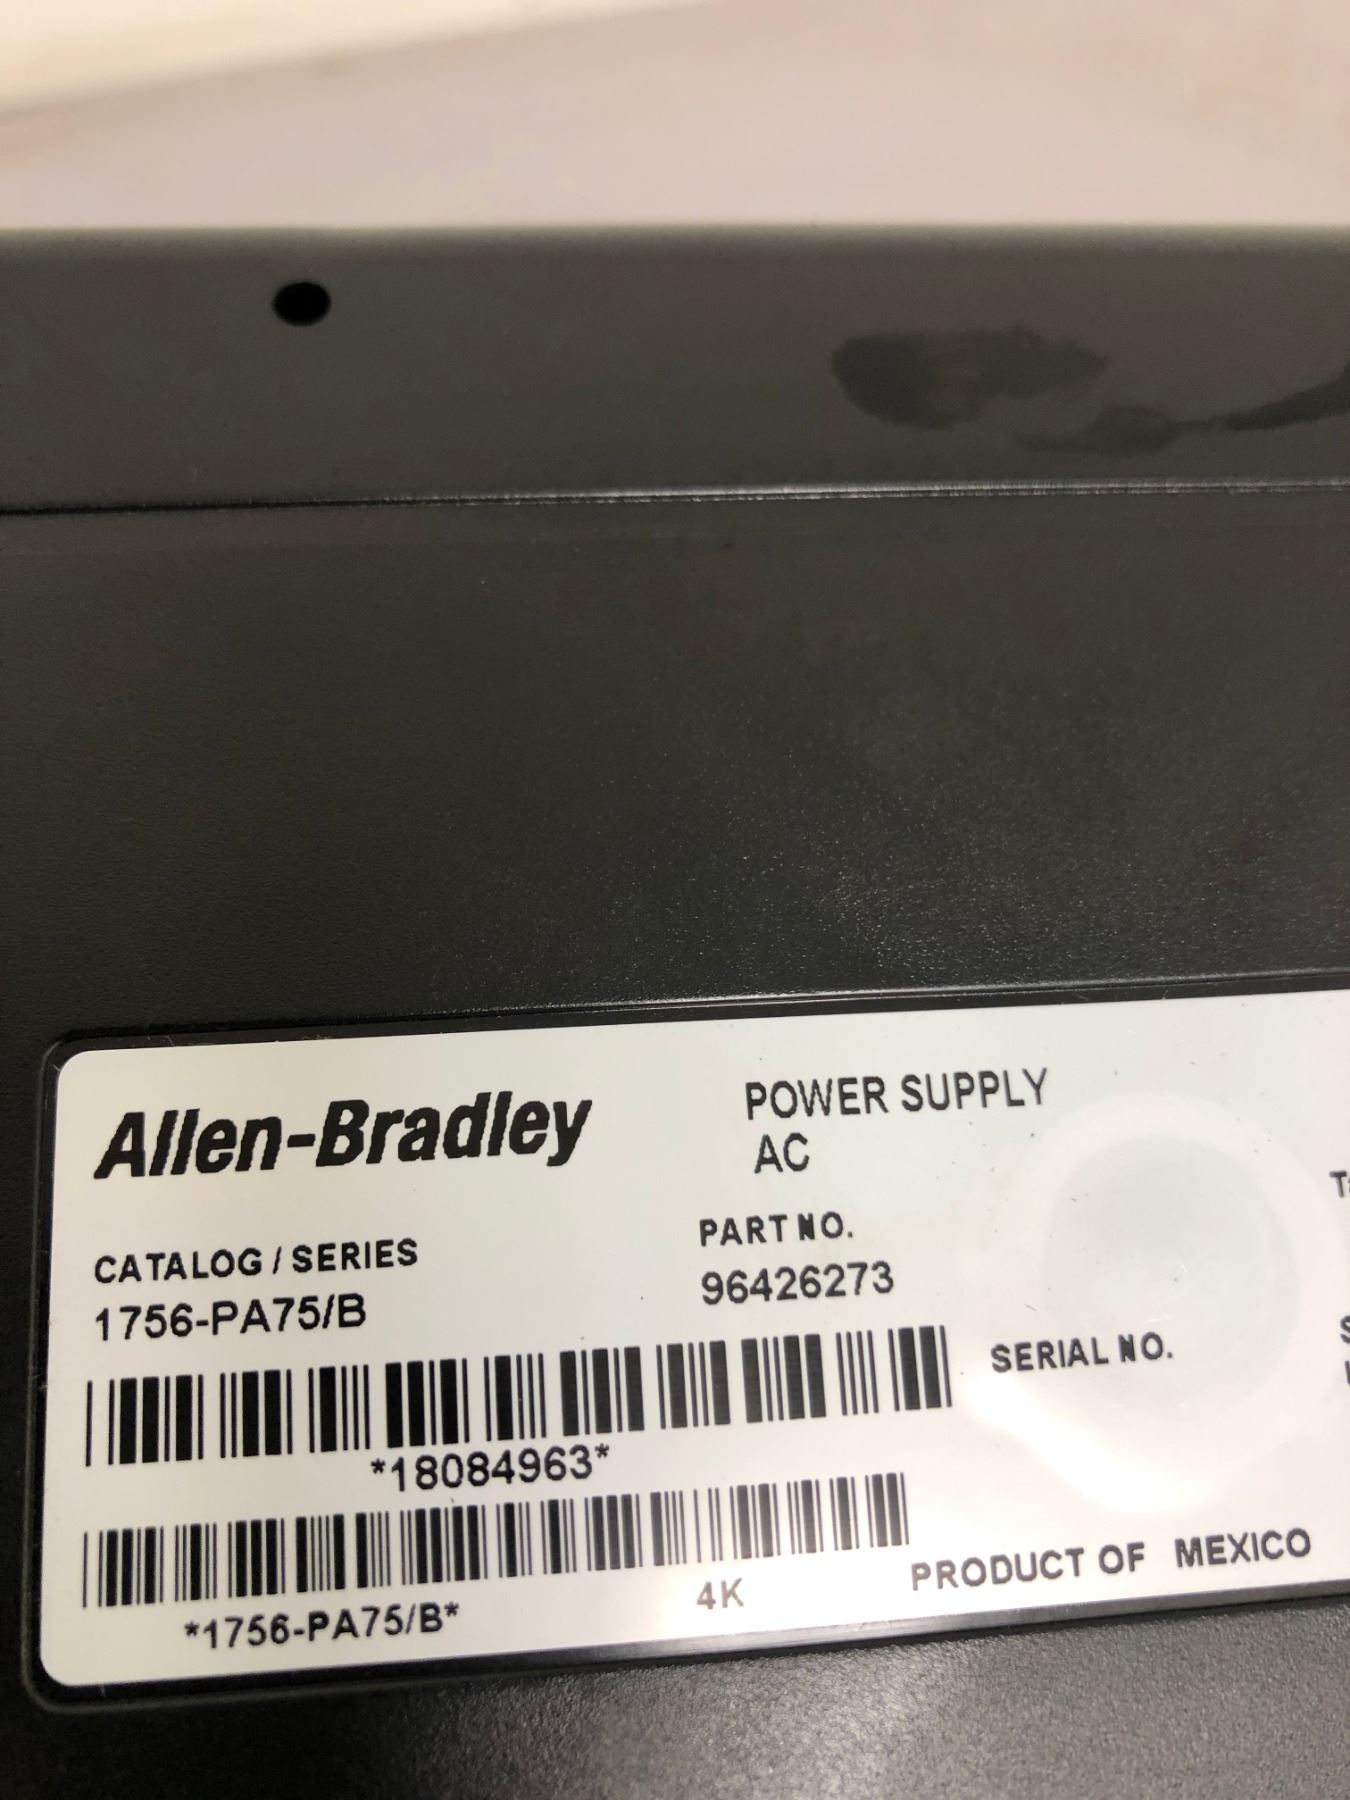 Allen-Bradley
POWER SUPPLY
AC
CATALOG / SERIES
1756-PA75/B
PART NO.
96426273
SERIAL NO.
*18084963*
*1756-PA75/B*
4K
PRODUCT OF MEXICO